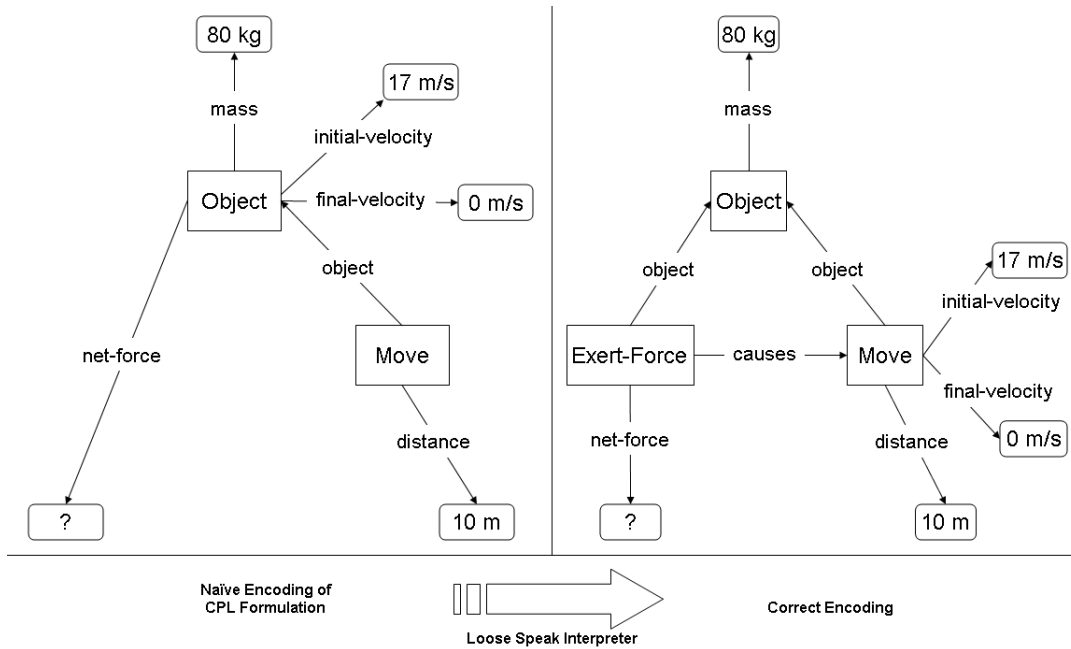 80 kg
mass
17 m/s
initial-velocity
Object
final-velocity
0 m/s
object
net-force
Move
distance
?
10 m
80 kg
mass
Object
object
object
17 m/s
initial-velocity
Exert-Force
causes
Move
final-velocity
0 m/s
net-force
distance
?
10 m
Naïve Encoding of
CPL Formulation
Loose Speak Interpreter
Correct Encoding